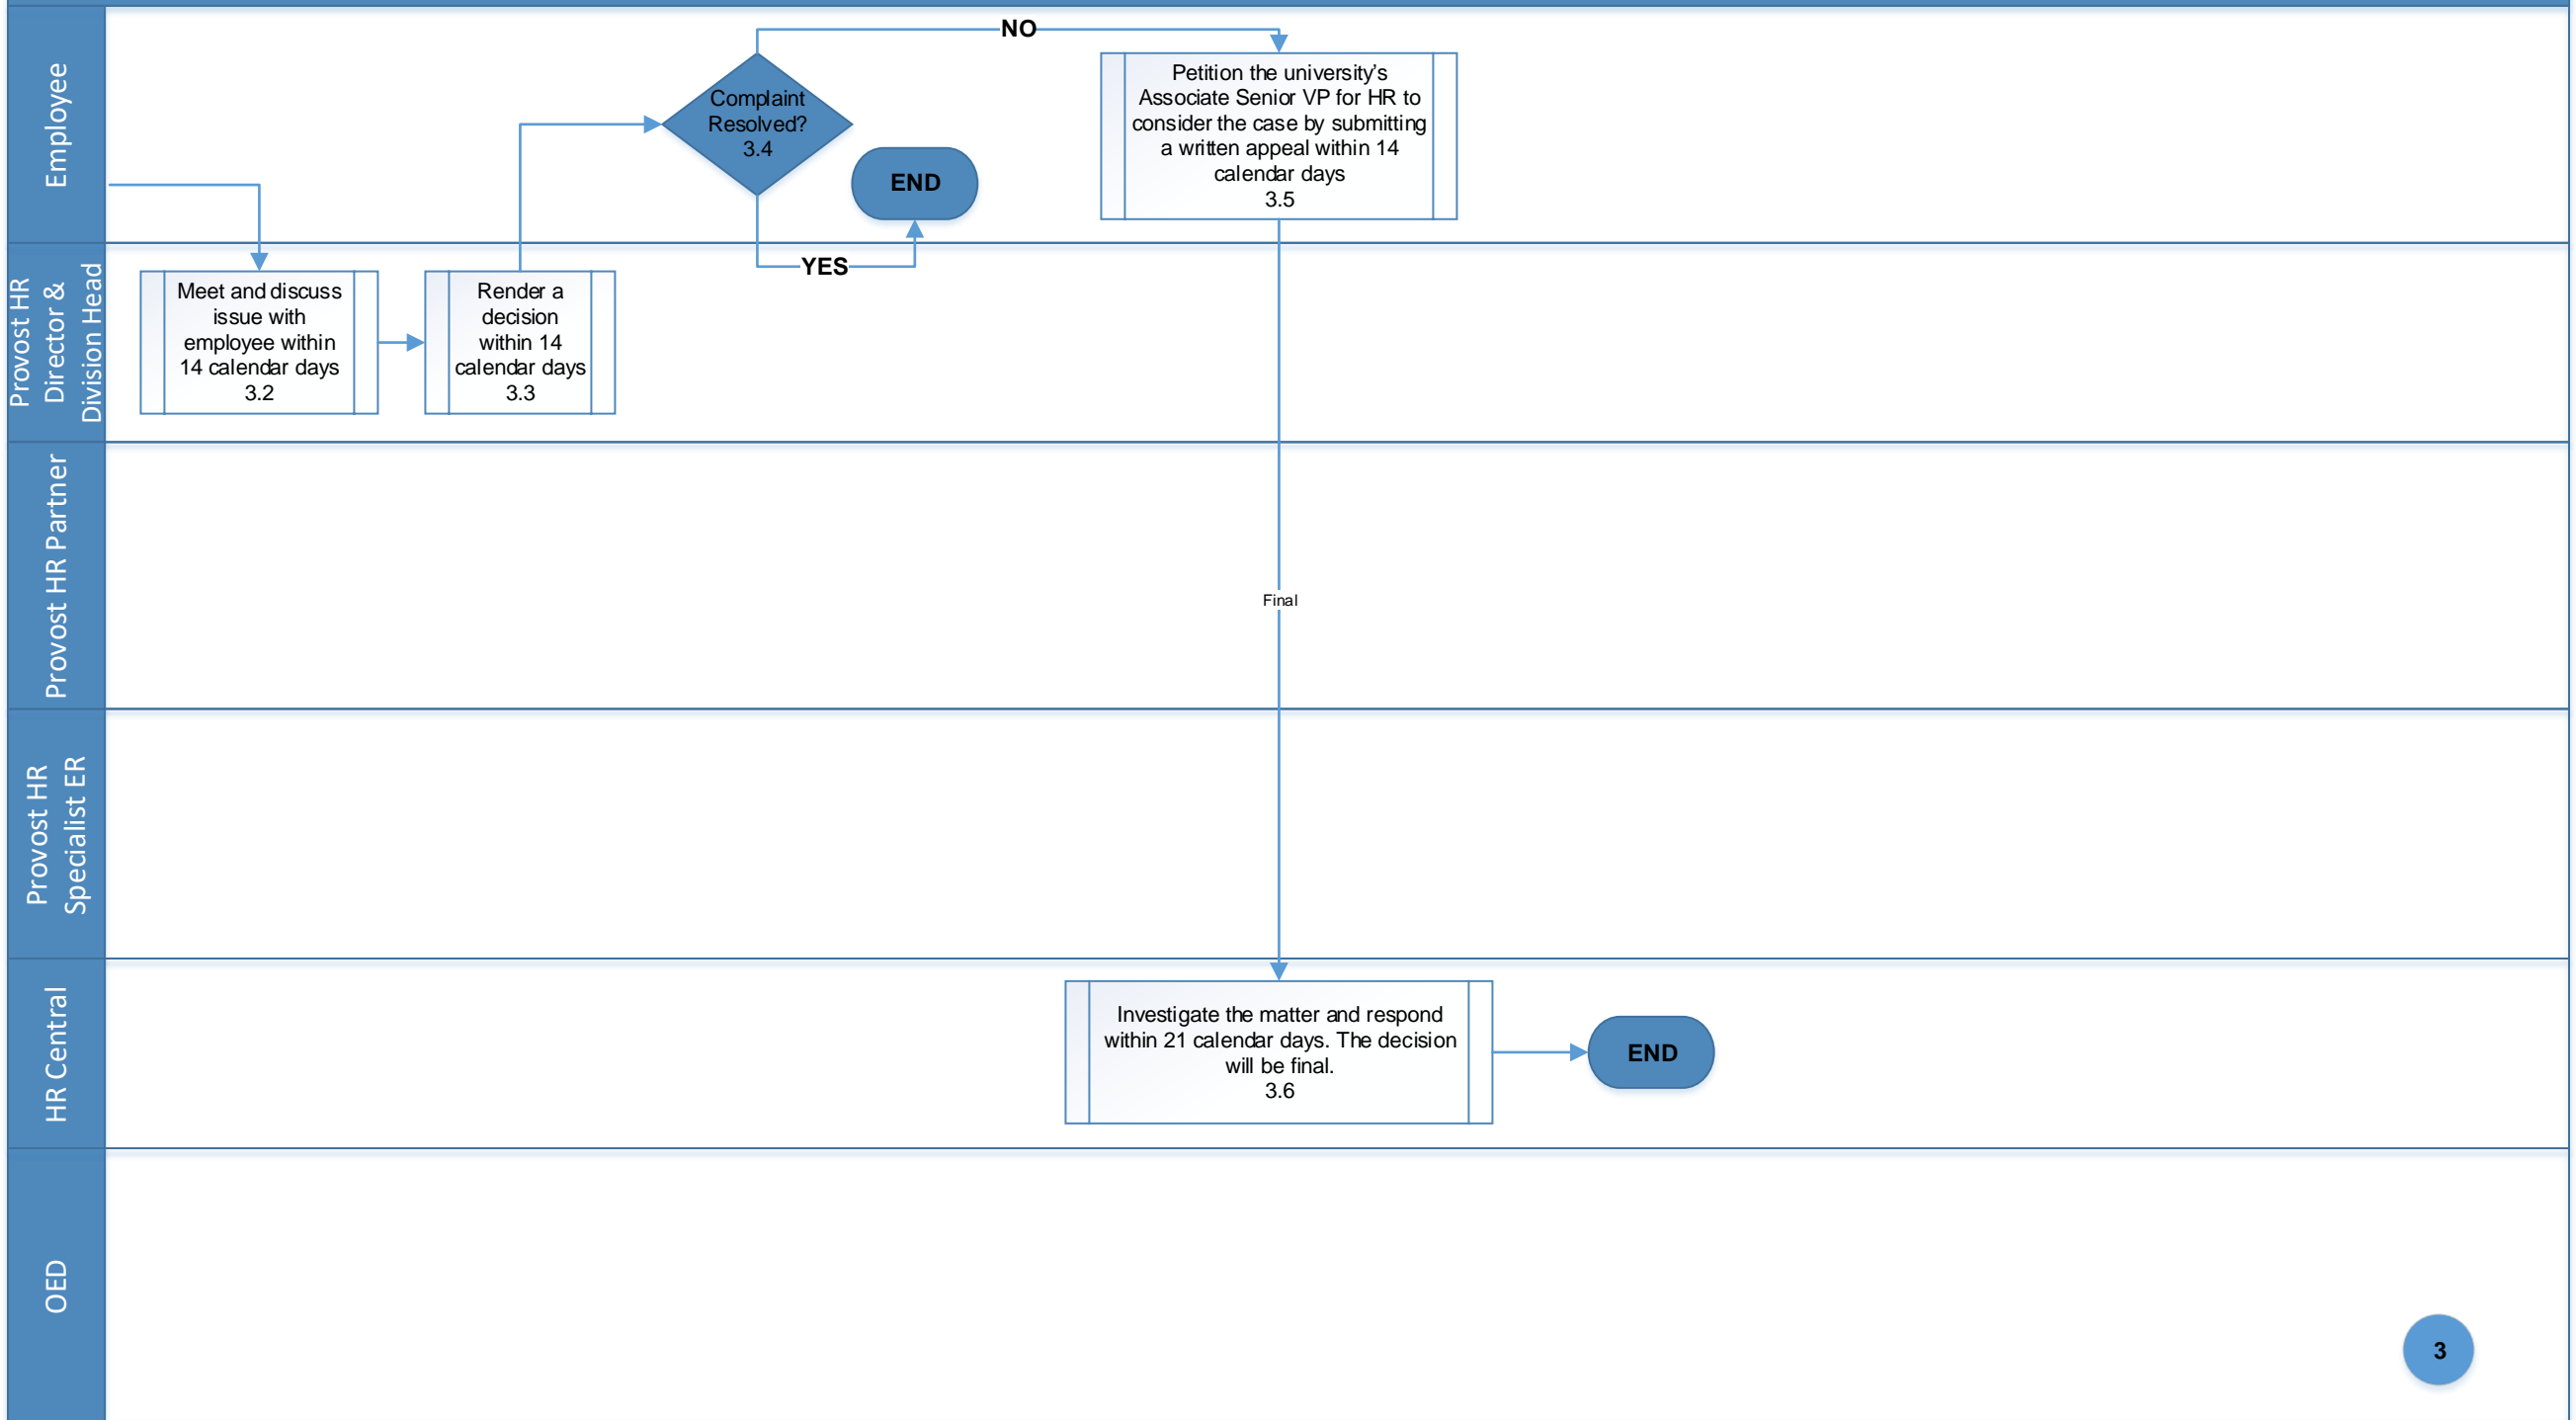 Employee
NO
Complaint
Resolved?
3.4
END
YES
Petition the university’s
Associate Senior VP for HR to
consider the case by submitting
a written appeal within 14
calendar days
3.5
Provost HR
Director &
Division Head
Meet and discuss
issue with
employee within
14 calendar days
3.2
Render a
decision
within 14
calendar days
3.3
Provost HR Partner
Final
Provost HR
Specialist ER
HR Central
Investigate the matter and respond
within 21 calendar days. The decision
will be final.
3.6
END
OED
3